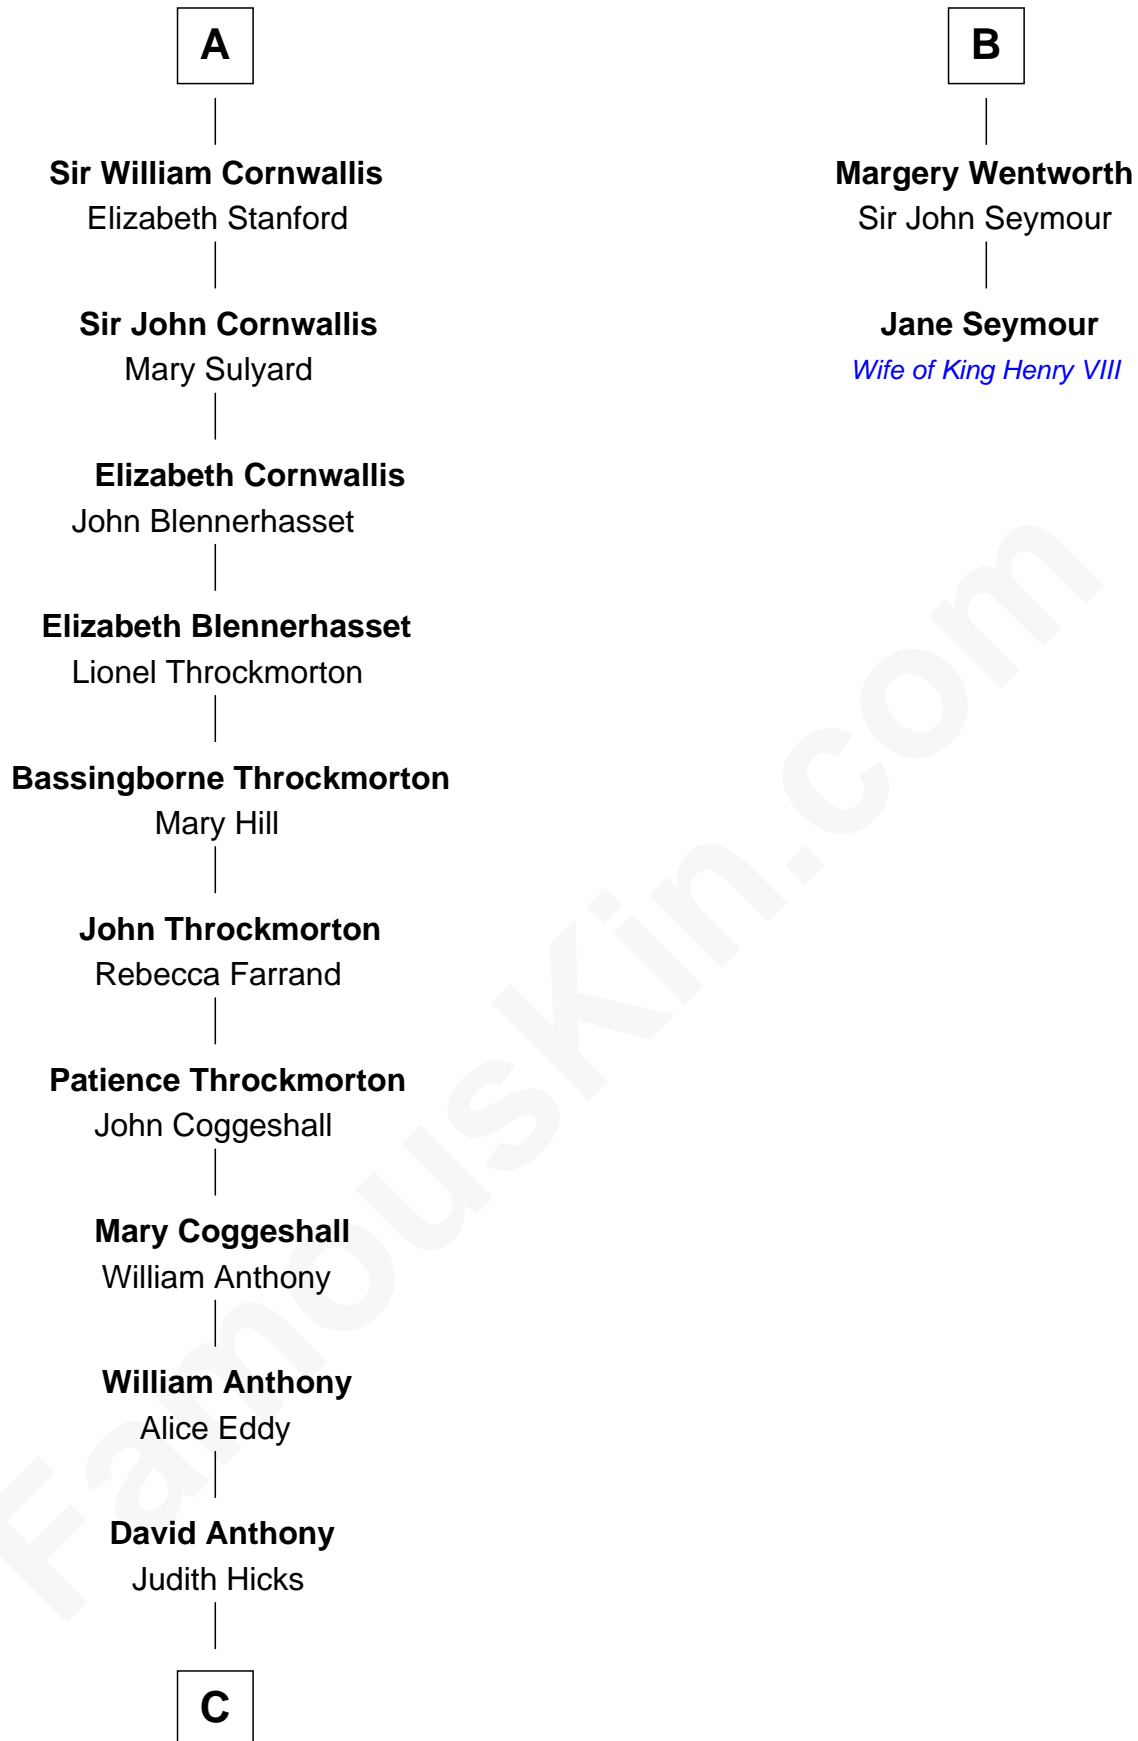 A
Sir William Cornwallis
Elizabeth Stanford
Sir John Cornwallis
Mary Sulyard
Elizabeth Cornwallis
John Blennerhasset
Elizabeth Blennerhasset
Lionel Throckmorton
Bassingborne Throckmorton
Mary Hill
John Throckmorton
Rebecca Farrand
Patience Throckmorton
John Coggeshall
Mary Coggeshall
William Anthony
William Anthony
Alice Eddy
David Anthony
Judith Hicks
C
B
Margery Wentworth
Sir John Seymour
Jane Seymour
Wife of King Henry VIII
FamousKin.com